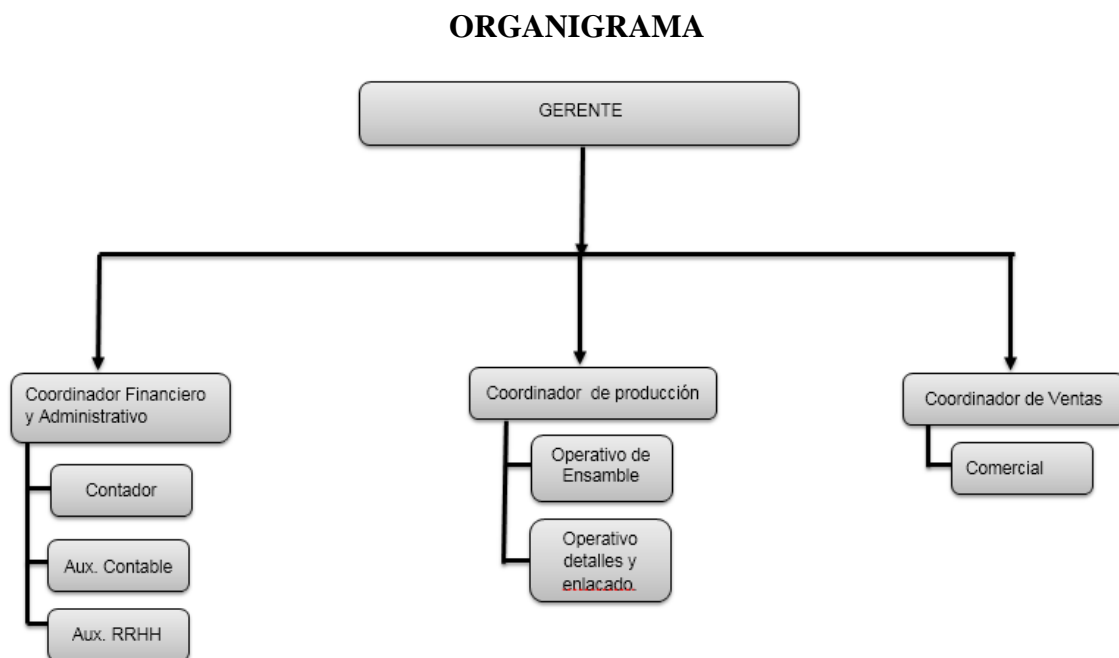 ORGANIGRAMA
GERENTE
Coordinador Financiero
y Administrativo
Contador
Aux. Contable
Aux. RRHH
Coordinador de producción
Operativo de
Ensamble
Operativo
detalles y
enlacado
Coordinador de Ventas
Comercial